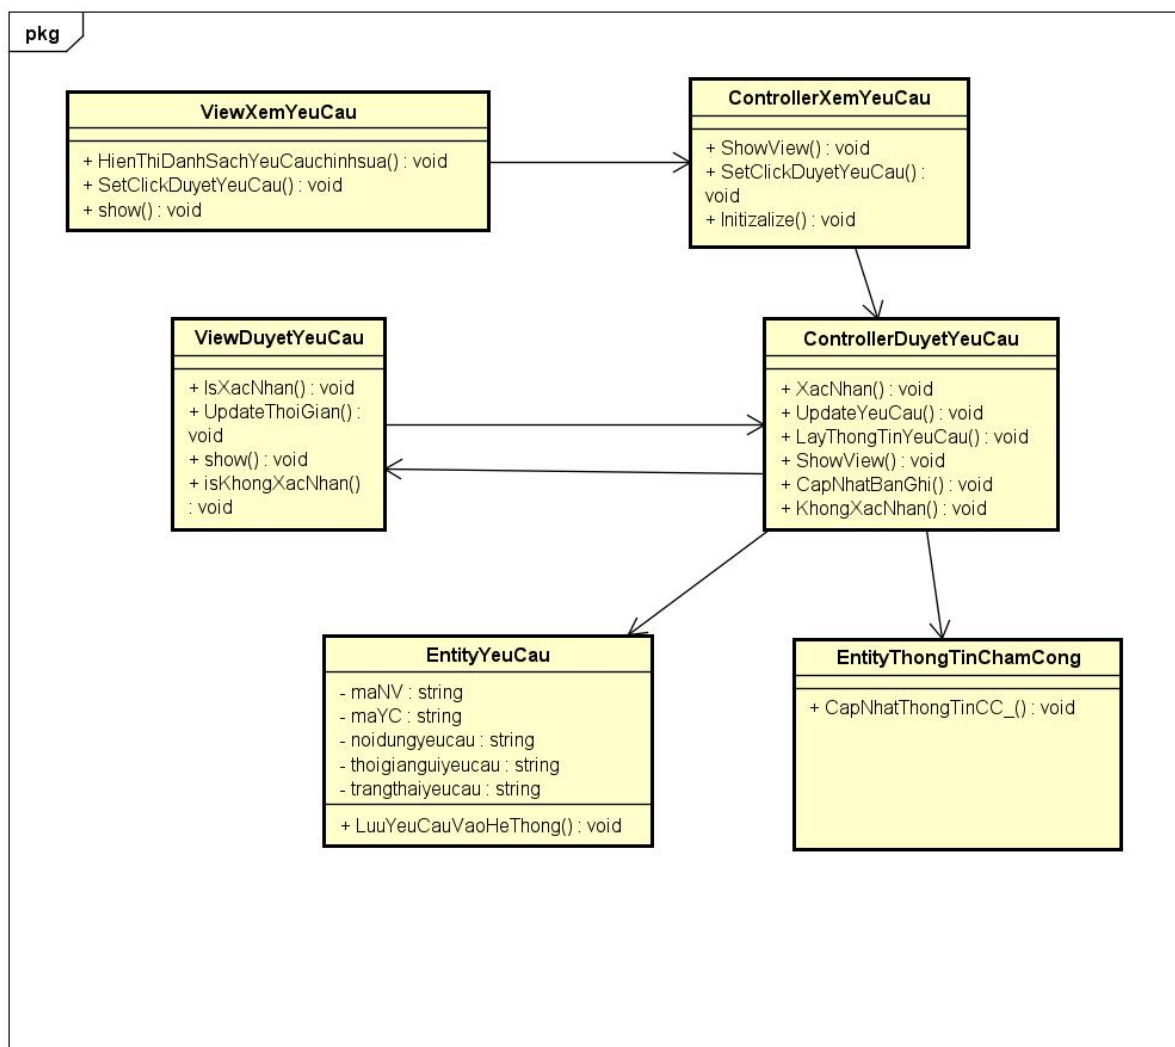 pkg
ViewXemYeuCau
+ HienThiDanhSachYeuCauchinhsua() : void
+ SetClickDuyetYeuCau() : void
+ show() : void
ControllerXemYeuCau
+ ShowView() : void
+ SetClickDuyetYeuCau() :
void
+ Initizalize() : void
ViewDuyetYeuCau
+ IsXacNhan() : void
+ UpdateThoiGian() :
void
+ show() : void
+ isKhongXacNhan()
: void
ControllerDuyetYeuCau
+ XacNhan() : void
+ UpdateYeuCau() : void
+ LayThongTinYeuCau() : void
+ ShowView() : void
+ CapNhatBanGhi() : void
+ KhongXacNhan() : void
EntityYeuCau
- maNV : string
- maYC : string
- noidungyeucau : string
- thoigianguiyeucau : string
- trangthaiyeucau : string
+ LuuYeuCauVaoHeThong() : void
EntityThongTinChamCong
+ CapNhatThongTinCC_() : void